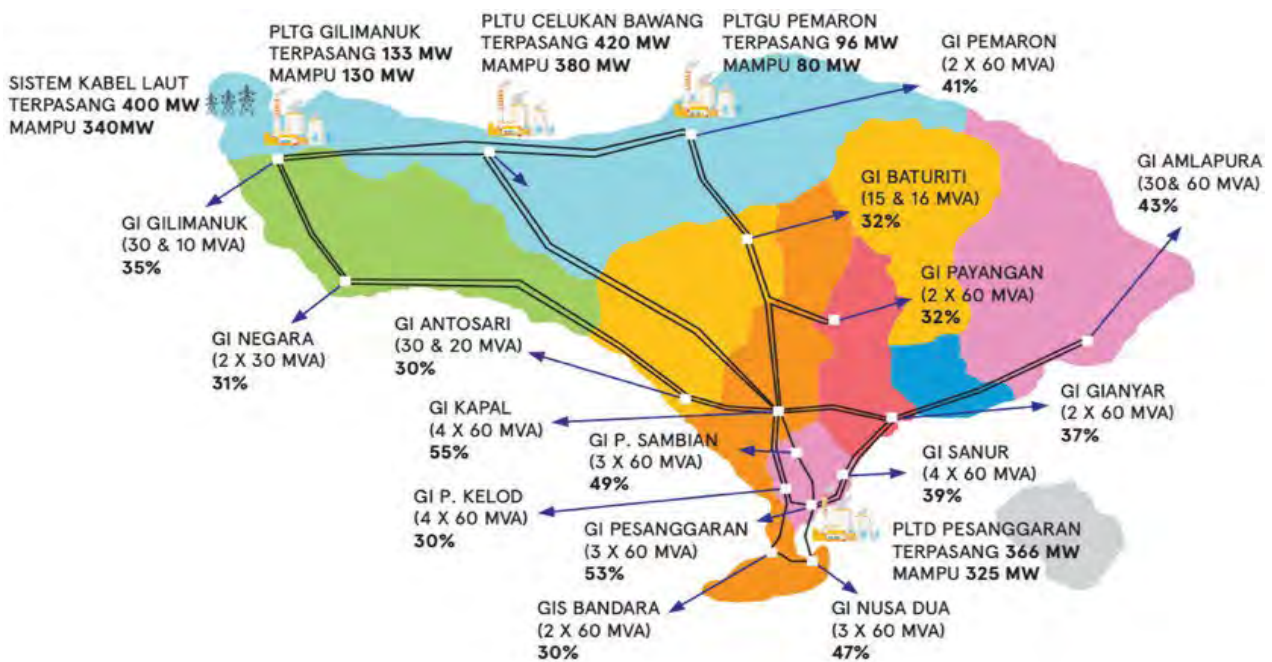 SISTEM KABEL LAUT
TERPASANG 400 MW
MAMPU 340MW
PLTG GILIMANUK
TERPASANG 133 MW
MAMPU 130 MW
PLTU CELUKAN BAWANG
TERPASANG 420 MW
MAMPU 380 MW
PLTGU PEMARON
TERPASANG 96 MW
MAMPU 80 MW
GI PEMARON
(2 X 60 MVA)
41%
GI AMLAPURA
(30& 60 MVA)
43%
GI BATURITI
(15 & 16 MVA)
32%
GI GILIMANUK
(30 & 10 MVA)
35%
GI PAYANGAN
(2 X 60 MVA)
32%
GI NEGARA
(2 X 30 MVA)
31%
GI ANTOSARI
(30 & 20 MVA)
30%
GI KAPAL
(4 X 60 MVA)
55%
GI P. SAMBIAN
(3 X 60 MVA)
49%
GI GIANYAR
(2 X 60 MVA)
37%
GI SANUR
(4 X 60 MVA)
39%
GI P. KELOD
(4 X 60 MVA)
30%
GI PESANGGARAN
(3 X 60 MVA)
53%
PLTD PESANGGARAN
TERPASANG 366 MW
MAMPU 325 MW
GIS BANDARA
(2 X 60 MVA)
30%
GI NUSA DUA
(3 X 60 MVA)
47%